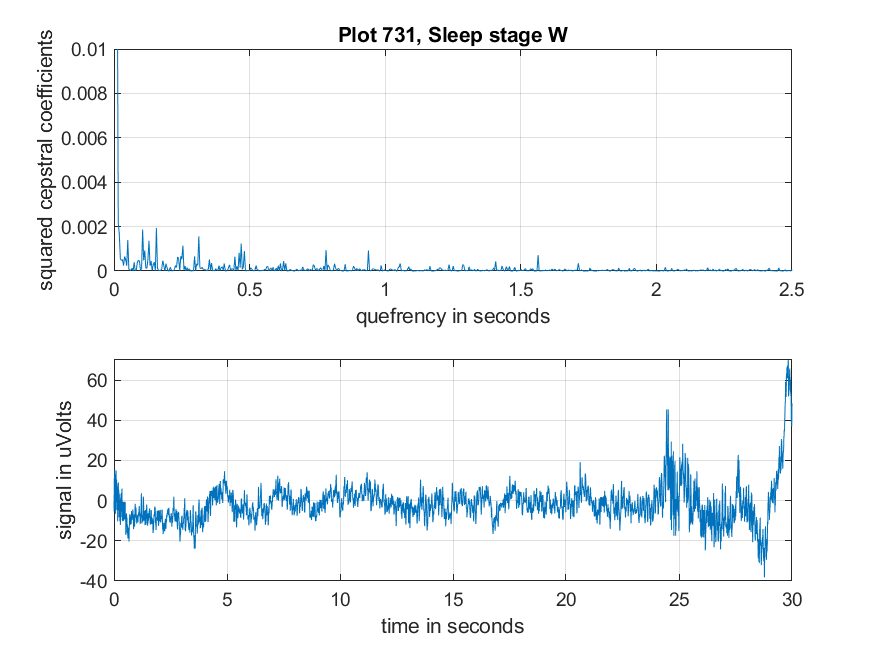 Plot 731, Sleep stage W
squared cepstral coefficients
0.01
0.008
0.006
0.004
0.002
0
0 0.5 1 1.5 2 2.5
quefrency in seconds
signal in uVolts
60
40
20
0
-20
-40
0 5 10 15 20 25 30
time in seconds